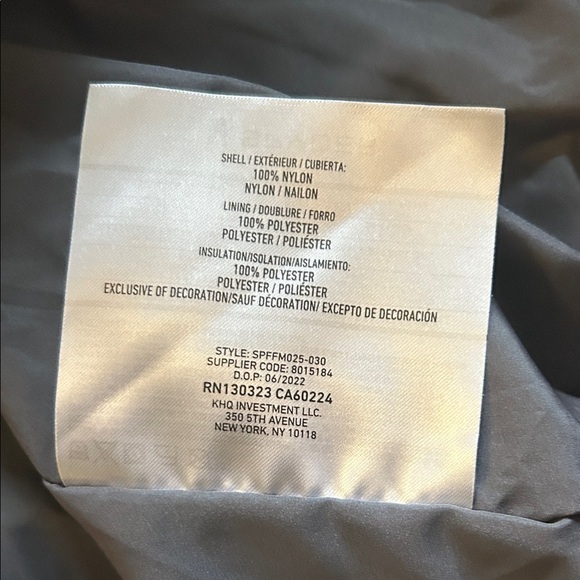 SHELL / EXTÉRIEUR / CUBIERTA:
100% NYLON
NYLON / NAILON
LINING / DOUBLURE / FORRO
100% POLYESTER
POLYESTER / POLIÉSTER
INSULATION/ISOLATION/AISLAMIENTO:
100% POLYESTER
POLYESTER / POLIÉSTER
EXCLUSIVE OF DECORATION/SAUF DÉCORATION/ EXCEPTO DE DECORACIÓN
STYLE: SPFFM025-030
SUPPLIER CODE: 8015184
D.O.P: 06/2022
RN130323 CA60224
KHQ INVESTMENT LLC.
350 5TH AVENUE
NEW YORK, NY 10118